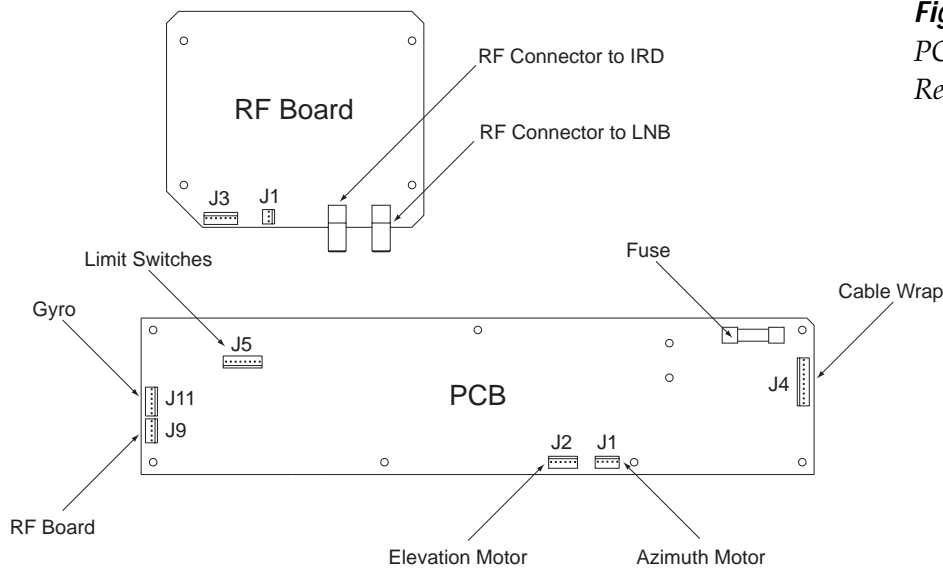 Fig
PC
Re
RF Connector to IRD
RF Board
RF Connector to LNB
J3
J1
Limit Switches
Fuse
Cable Wrap
Gyro
J5
J4
J11
PCB
J9
J2
J1
RF Board
Elevation Motor
Azimuth Motor